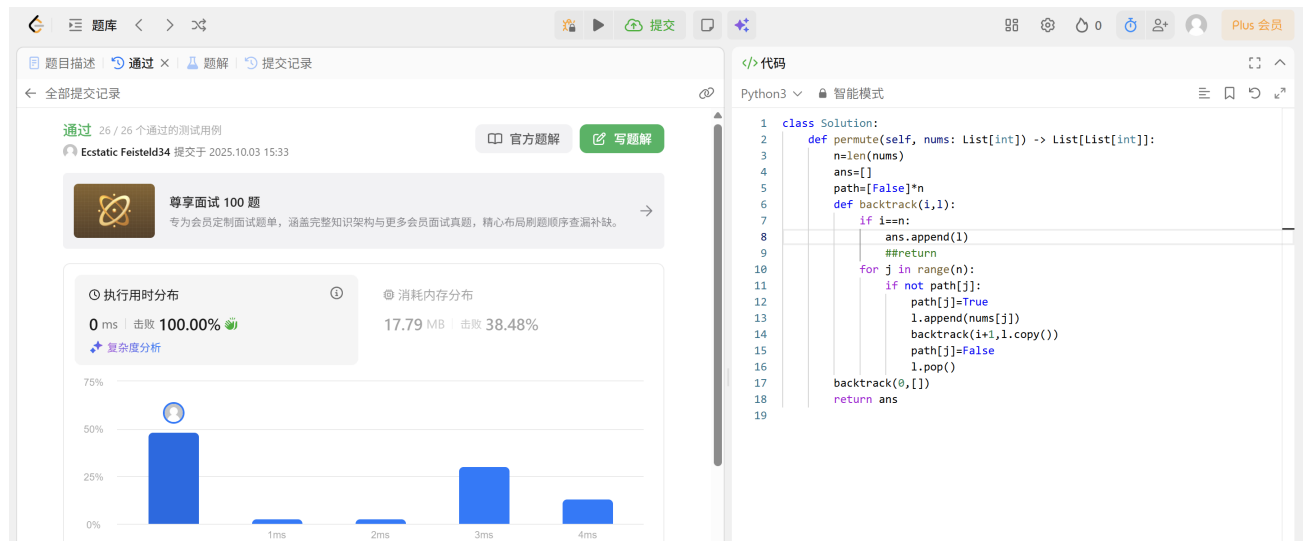 题库 提交 0 Plus 会员
题目描述 通过 题解 提交记录
全部提交记录
通过 26 / 26 个通过的测试用例
Ecstatic Feisteld34 提交于 2025.10.03 15:33
官方题解
写题解
尊享面试 100 题
专为会员定制面试题单，涵盖完整知识架构与更多会员面试真题，精心布局刷题顺序查漏补缺。
执行用时分布
0 ms 击败 100.00%
复杂度分析
消耗内存分布
17.79 MB 击败 38.48%
75%
50%
25%
0%
1ms 2ms 3ms 4ms
</> 代码
Python3 智能模式
1 class Solution:
2     def permute(self, nums: List[int]) -> List[List[int]]:
3         n=len(nums)
4         ans=[]
5         path=[False]*n
6         def backtrack(i,l):
7             if i==n:
8                 ans.append(l)
9                 ##return
10             for j in range(n):
11                 if not path[j]:
12                     path[j]=True
13                     l.append(nums[j])
14                     backtrack(i+1,l.copy())
15                     path[j]=False
16                     l.pop()
17         backtrack(0,[])
18         return ans
19